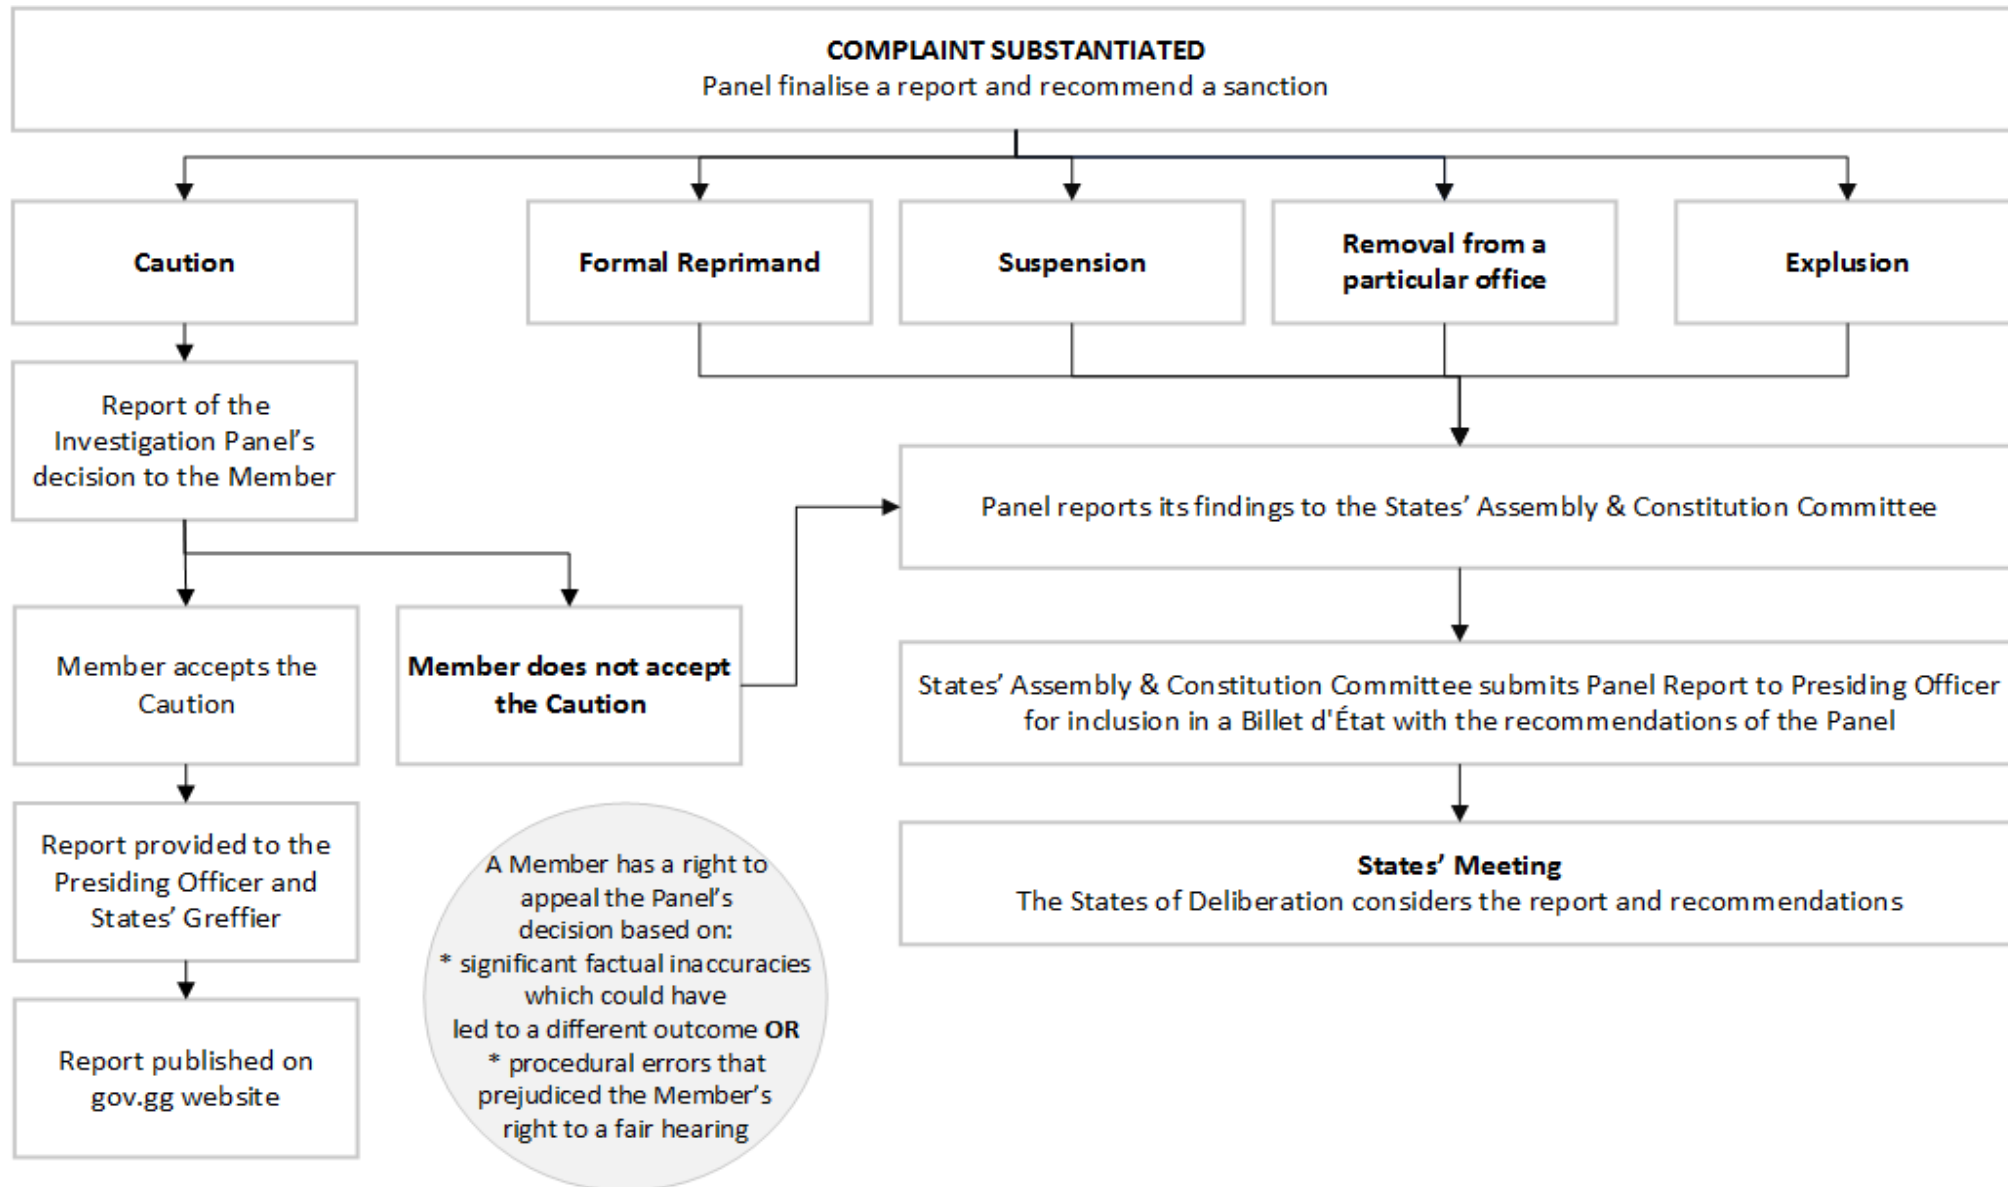 COMPLAINT SUBSTANTIATED
Panel finalise a report and recommend a sanction
Caution
Formal Reprimand
Suspension
Removal from a
particular office
Explusion
Report of the
Investigation Panel’s
decision to the Member
Panel reports its findings to the States’ Assembly & Constitution Committee
Member accepts the
Caution
Member does not accept
the Caution
States’ Assembly & Constitution Committee submits Panel Report to Presiding Officer
for inclusion in a Billet d'État with the recommendations of the Panel
Report provided to the
Presiding Officer and
States’ Greffier
A Member has a right to
appeal the Panel’s
decision based on:
* significant factual inaccuracies
which could have
led to a different outcome OR
* procedural errors that
prejudiced the Member’s
right to a fair hearing
States’ Meeting
The States of Deliberation considers the report and recommendations
Report published on
gov.gg website